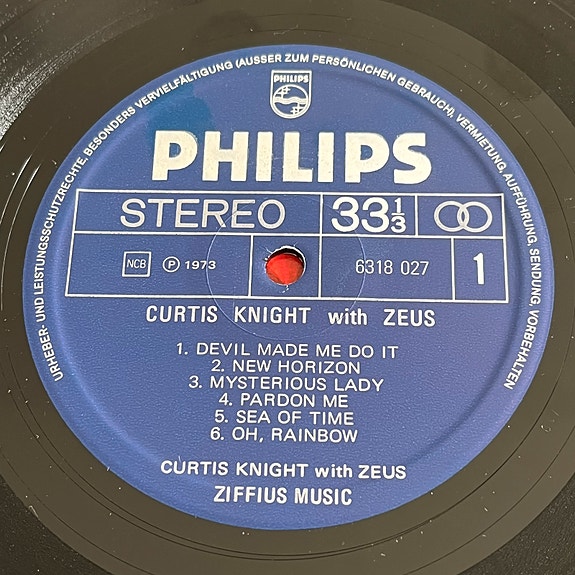 URHEBER- UND LEISTUNGSSCHUTZRECHTE, BESONDERS VERVIELFÄLTIGUNG (AUSSER ZUM PERSÖNLICHEN GEBRAUCH), VERMIETUNG, AUFFÜHRUNG, SENDUNG, VORBEHALTEN
PHILIPS
PHILIPS
STEREO 33 1/3
NCB Ⓟ 1973 6318 027 1
CURTIS KNIGHT with ZEUS
1. DEVIL MADE ME DO IT
2. NEW HORIZON
3. MYSTERIOUS LADY
4. PARDON ME
5. SEA OF TIME
6. OH, RAINBOW
CURTIS KNIGHT with ZEUS
ZIFFIUS MUSIC